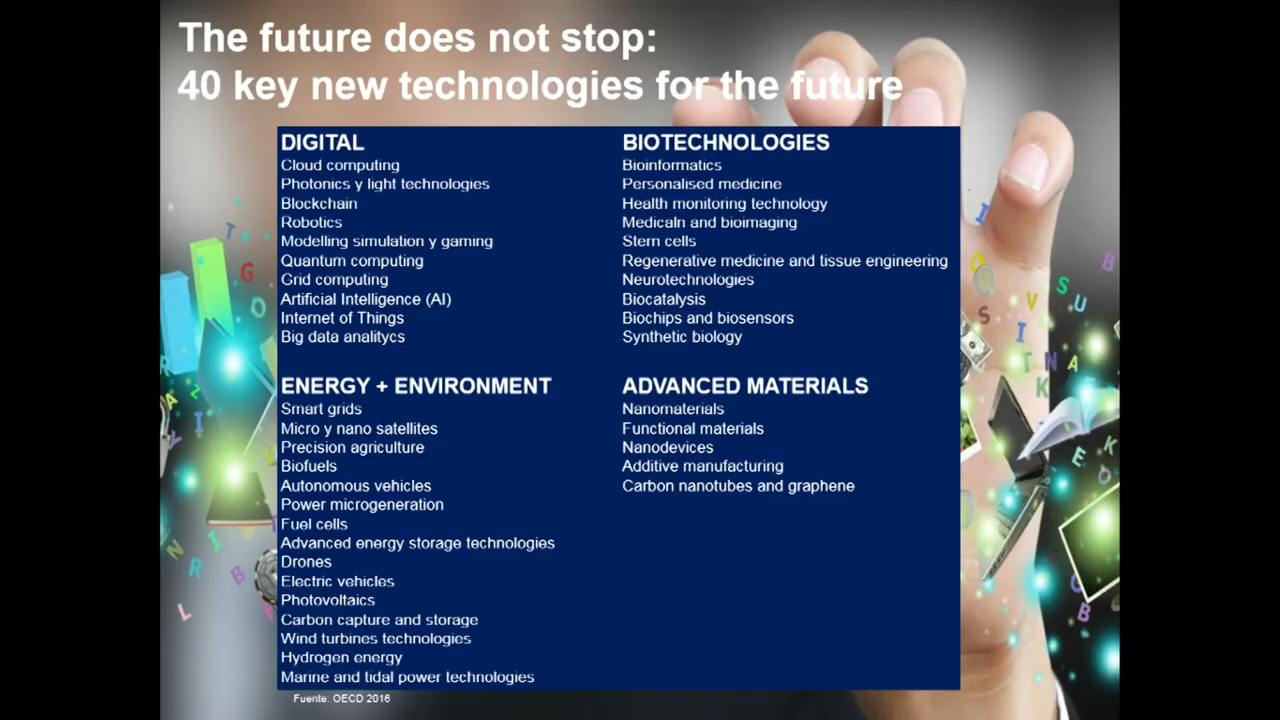 The future does not stop:
40 key new technologies for the future
DIGITAL
Cloud computing
Photonics y light technologies
Blockchain
Robotics
Modelling simulation y gaming
Quantum computing
Grid computing
Artificial Intelligence (AI)
Internet of Things
Big data analitycs
BIOTECHNOLOGIES
Bioinformatics
Personalised medicine
Health monitoring technology
Medicaln and bioimaging
Stern cells
Regenerative medicine and tissue engineering
Neurotechnologies
Biocatalysis
Biochips and biosensors
Synthetic biology
ENERGY + ENVIRONMENT
Smart grids
Micro y nano satellites
Precision agriculture
Biofuels
Autonomous vehicles
Power microgeneration
Fuel cells
Advanced energy storage technologies
Drones
Electric vehicles
Photovoltaics
Carbon capture and storage
Wind turbines technologies
Hydrogen energy
Marine and tidal power technologies
ADVANCED MATERIALS
Nanomaterials
Functional materials
Nanodevices
Additive manufacturing
Carbon nanotubes and graphene
Fuente: OECD 2016